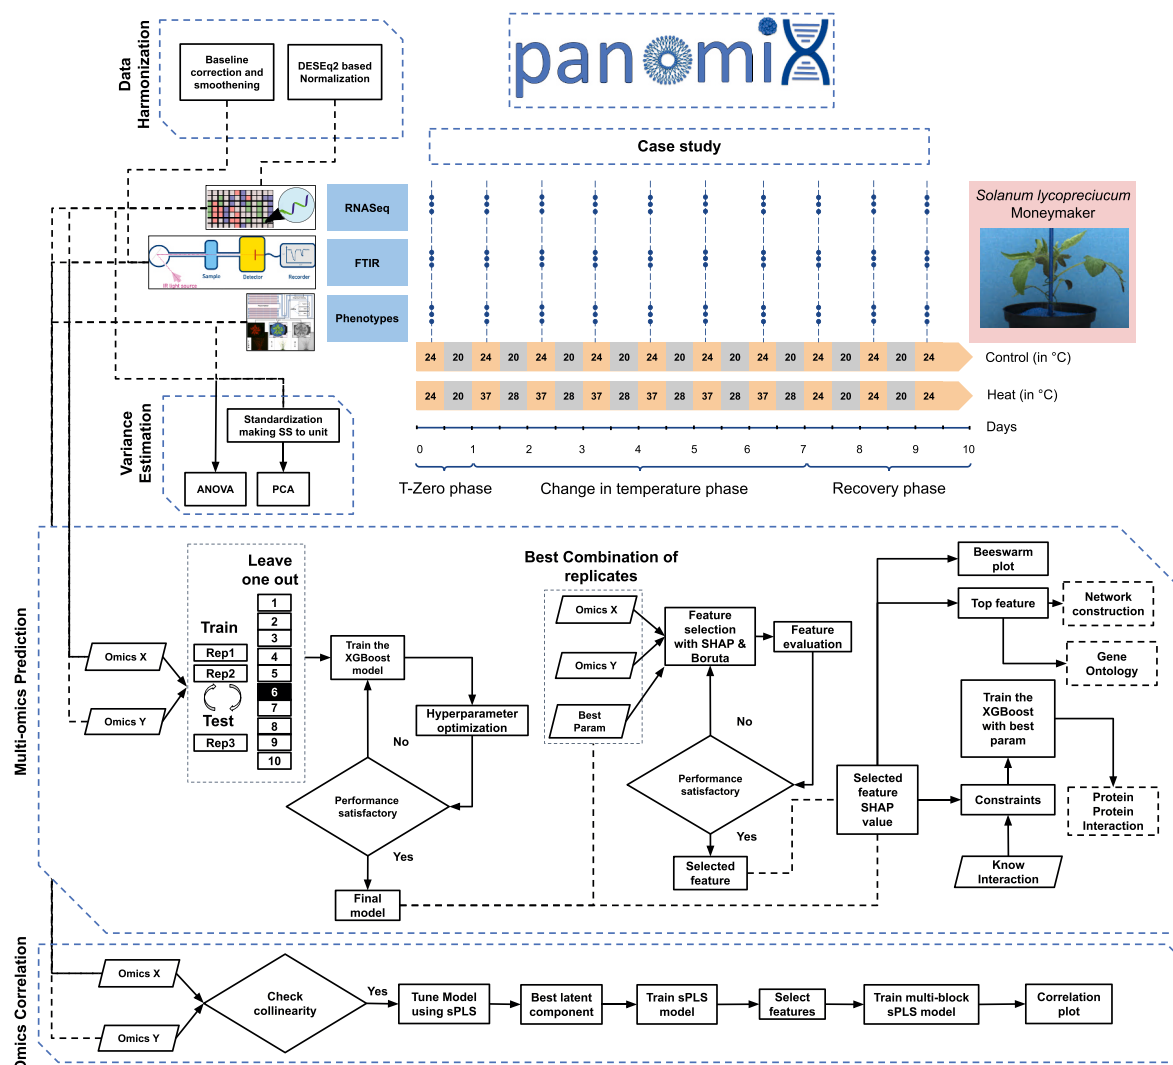 Data
Harmonization
Baseline
correction and
smoothening
DESEq2 based
Normalization
panomiX
Case study
RNASeq
FTIR
Phenotypes
Sample
Detector
Recorder
IR light source
Solanum lycopreciucum
Moneymaker
24 20 24 20 24 20 24 20 24 20 24 20 24 20 24 20 24 20 24
Control (in °C)
24 20 37 28 37 28 37 28 37 28 37 28 37 28 24 20 24 20 24
Heat (in °C)
Days
0 1 2 3 4 5 6 7 8 9 10
T-Zero phase
Change in temperature phase
Recovery phase
Variance
Estimation
Standardization
making SS to unit
ANOVA
PCA
Multi-omics Prediction
Omics X
Omics Y
Train
Rep1
Rep2
Test
Rep3
Leave
one out
1
2
3
4
5
6
7
8
9
10
Train the
XGBoost
model
Hyperparameter
optimization
No
Performance
satisfactory
Yes
Final
model
Best Combination of
replicates
Omics X
Omics Y
Best
Param
Feature
selection
with SHAP &
Boruta
Feature
evaluation
No
Performance
satisfactory
Yes
Selected
feature
Selected
feature
SHAP
value
Beeswarm
plot
Top feature
Network
construction
Gene
Ontology
Train the
XGBoost
with best
param
Constraints
Know
Interaction
Protein
Protein
Interaction
Omics Correlation
Omics X
Omics Y
Check
collinearity
Yes
Tune Model
using sPLS
Best latent
component
Train sPLS
model
Select
features
Train multi-block
sPLS model
Correlation
plot